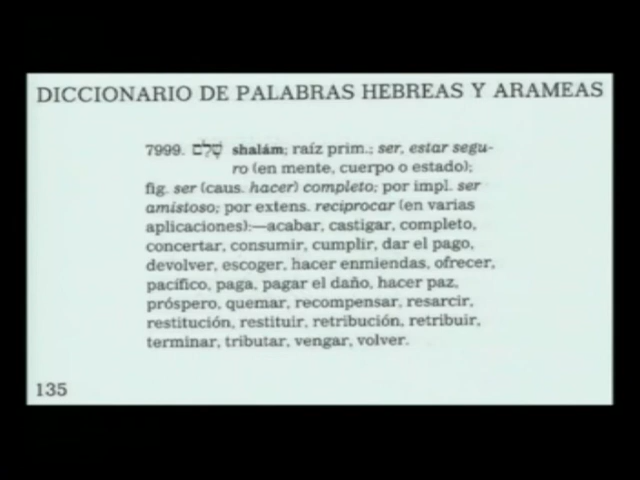 DICCIONARIO DE PALABRAS HEBREAS Y ARAMEAS
7999. שָׁלַם shalám; raíz prim.; ser, estar segu-
ro (en mente, cuerpo o estado);
fig. ser (caus. hacer) completo; por impl. ser
amistoso; por extens. reciprocar (en varias
aplicaciones):—acabar, castigar, completo,
concertar, consumir, cumplir, dar el pago,
devolver, escoger, hacer enmiendas, ofrecer,
pacífico, paga, pagar el daño, hacer paz,
próspero, quemar, recompensar, resarcir,
restitución, restituir, retribución, retribuir,
terminar, tributar, vengar, volver.
135